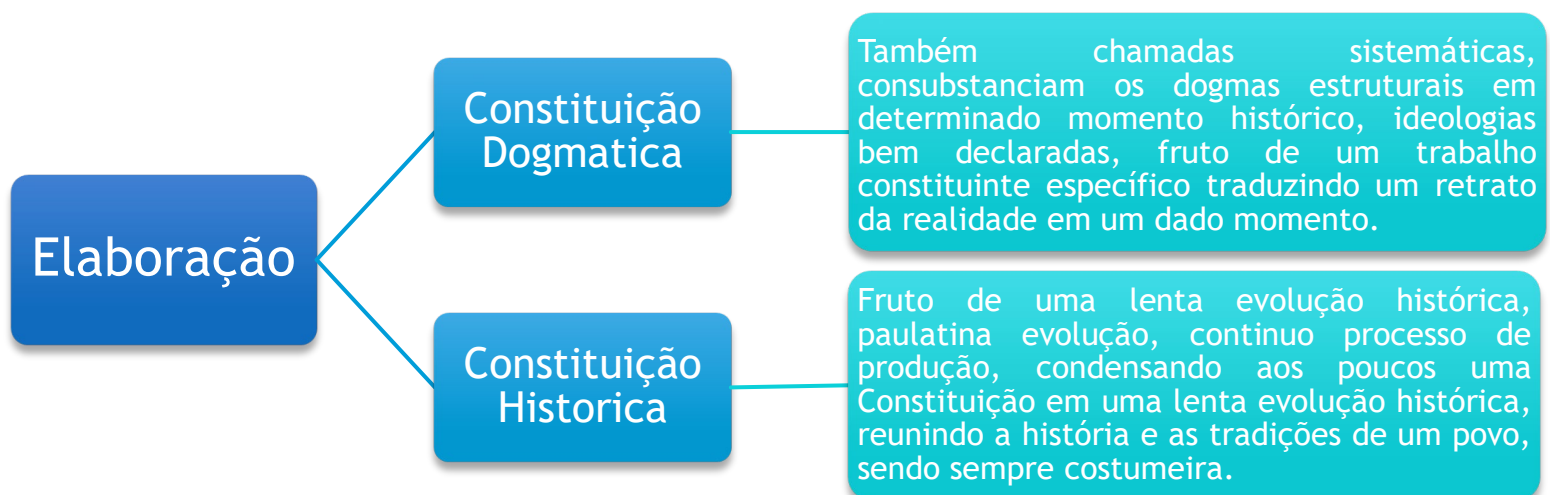 Elaboração
Constituição
Dogmatica
Também chamadas sistemáticas,
consubstanciam os dogmas estruturais em
determinado momento histórico, ideologias
bem declaradas, fruto de um trabalho
constituinte específico traduzindo um retrato
da realidade em um dado momento.
Constituição
Historica
Fruto de uma lenta evolução histórica,
paulatina evolução, continuo processo de
produção, condensando aos poucos uma
Constituição em uma lenta evolução histórica,
reunindo a história e as tradições de um povo,
sendo sempre costumeira.